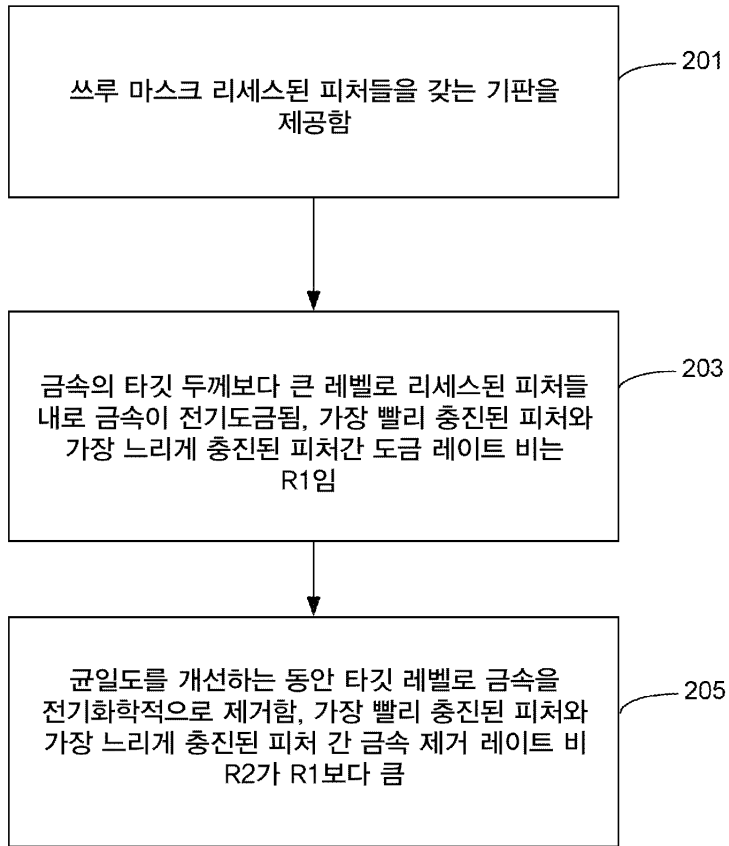 쓰루 마스크 리세스된 피처들을 갖는 기판을
제공함
201
금속의 타깃 두께보다 큰 레벨로 리세스된 피처들
내로 금속이 전기도금됨, 가장 빨리 충진된 피처와
가장 느리게 충진된 피처간 도금 레이트 비는
R1임
203
균일도를 개선하는 동안 타깃 레벨로 금속을
전기화학적으로 제거함, 가장 빨리 충진된 피처와
가장 느리게 충진된 피처 간 금속 제거 레이트 비
R2가 R1보다 큼
205